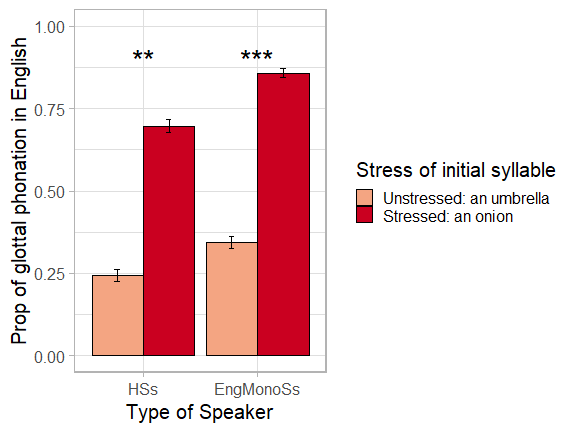 Prop of glottal phonation in English
1.00
0.75
0.50
0.25
0.00
** ***
HSs EngMonoSs
Type of Speaker
Stress of initial syllable
Unstressed: an umbrella
Stressed: an onion